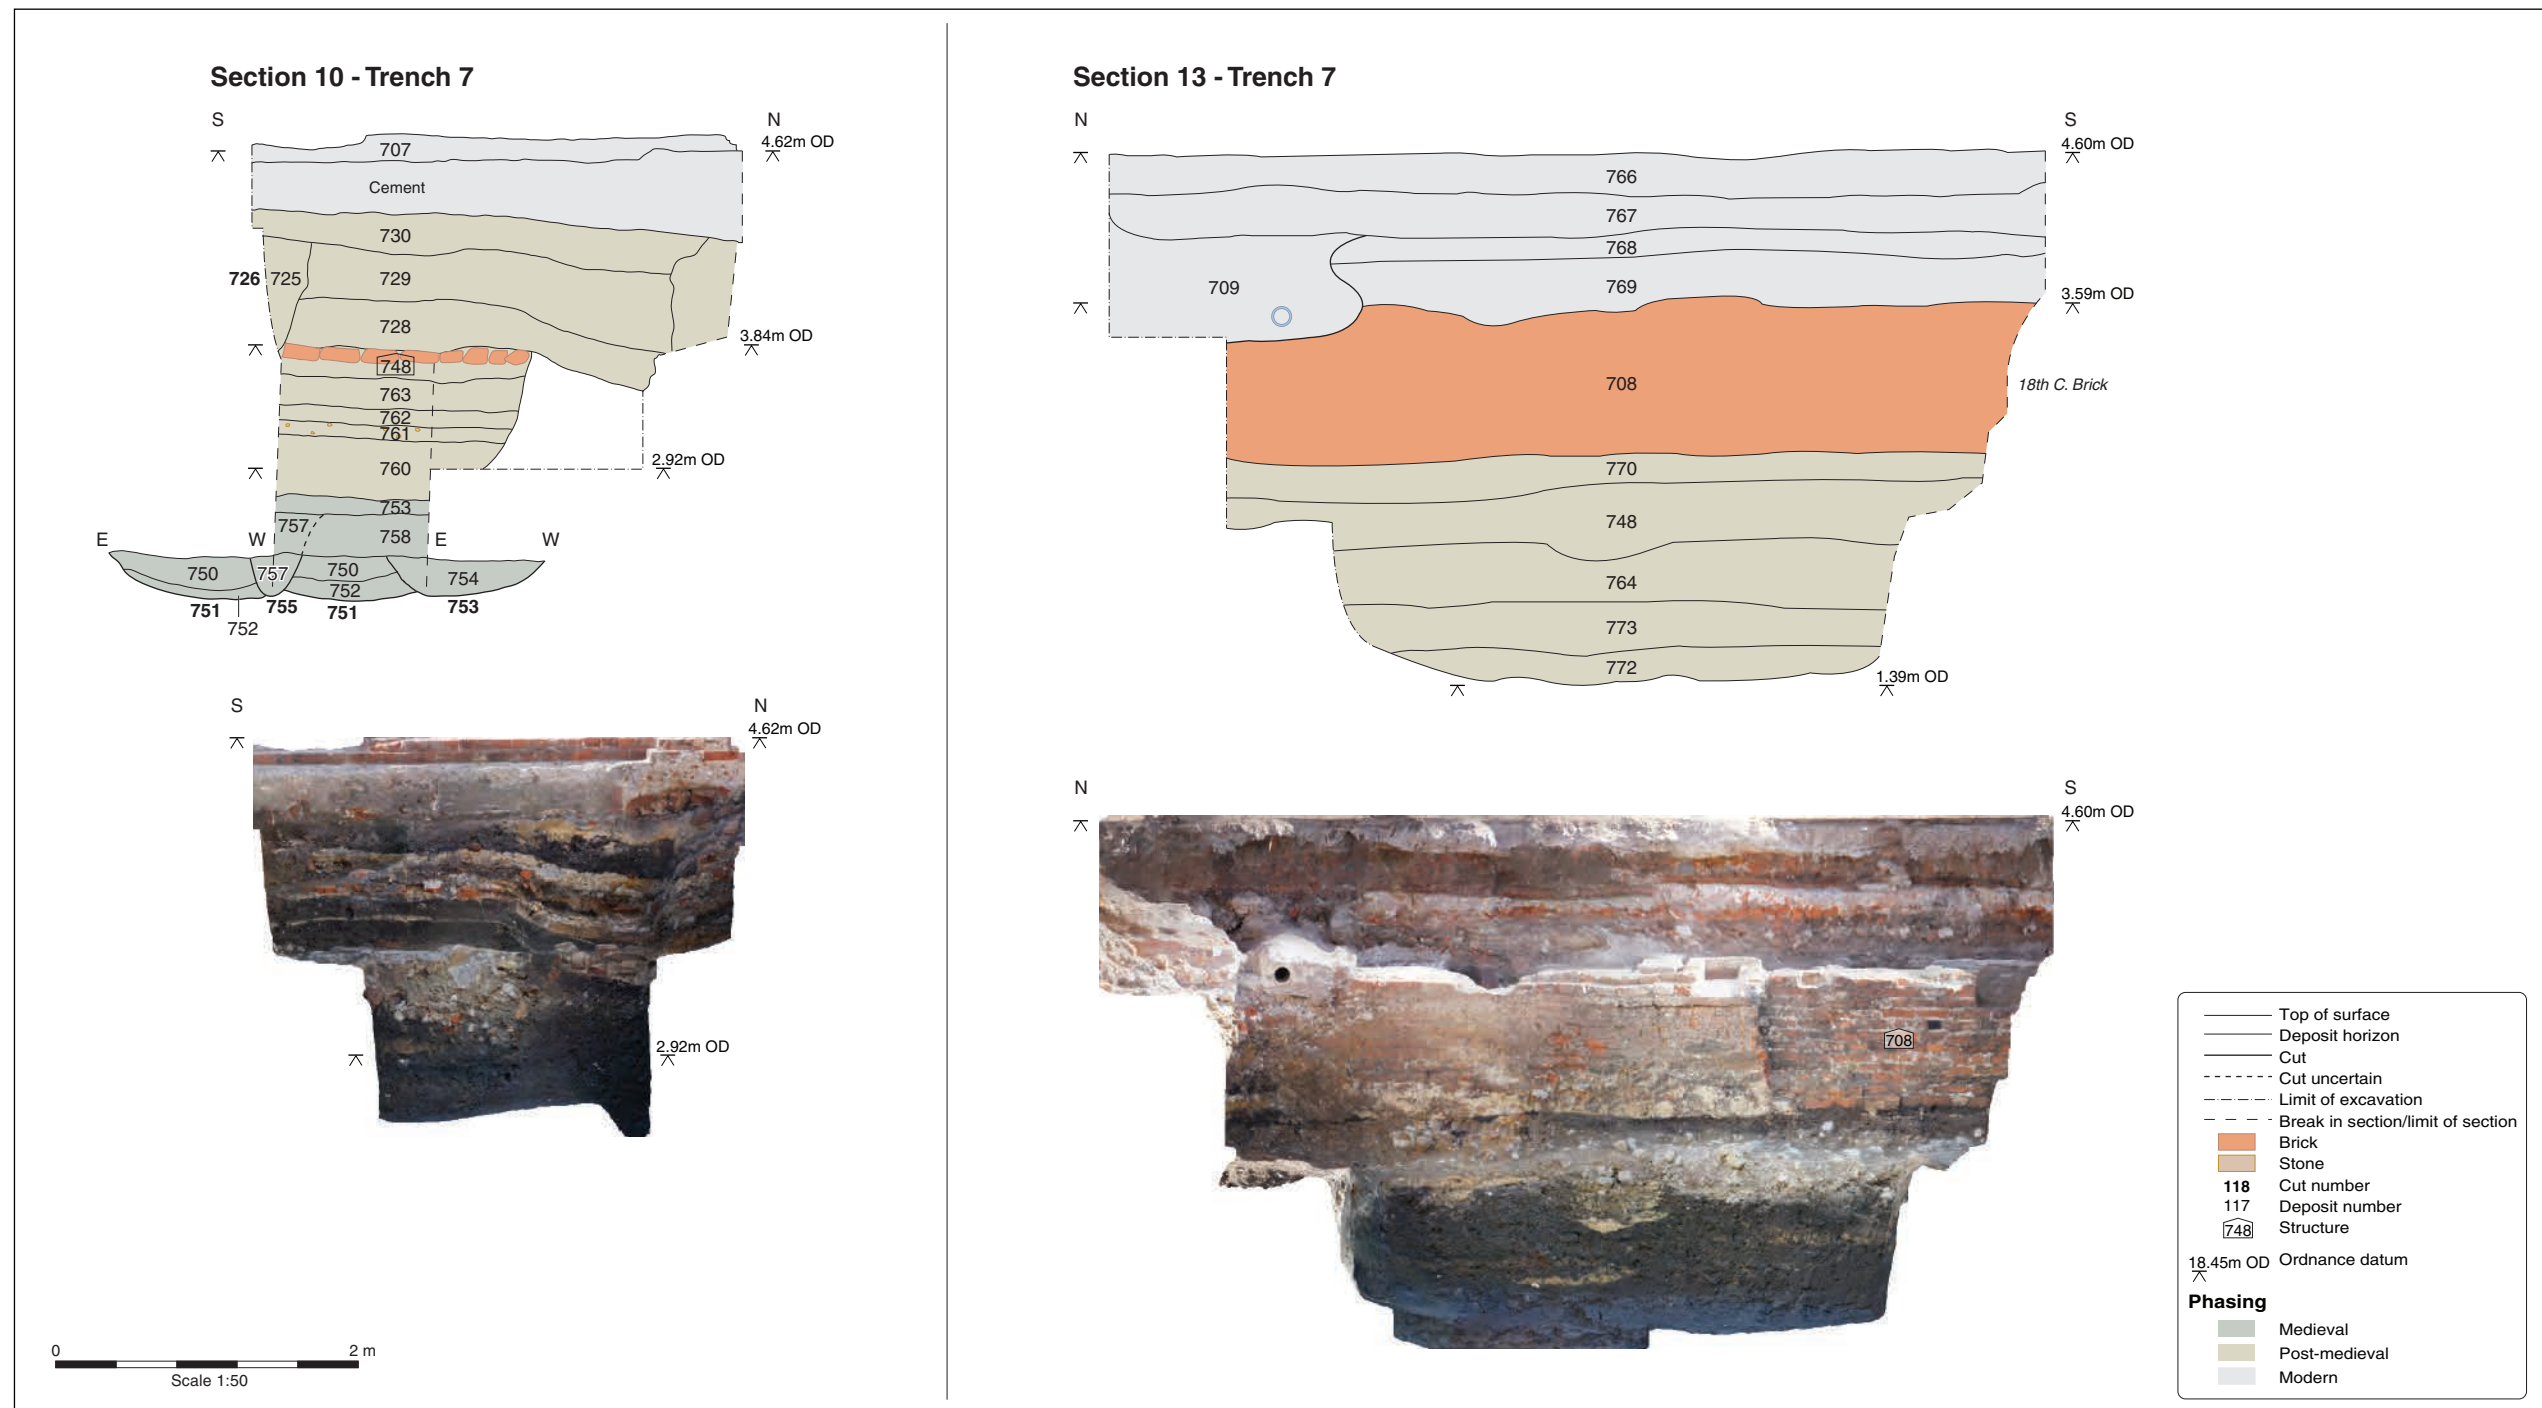 Section 10 - Trench 7
S
N
4.62m OD
707
Cement
730
726
725
729
728
3.84m OD
748
763
762
761
760
2.92m OD
753
757
758
E
W
E
W
750
757
750
752
754
751
755
751
753
752
S
N
4.62m OD
2.92m OD
0
2 m
Scale 1:50
Section 13 - Trench 7
N
S
4.60m OD
766
767
768
769
709
3.59m OD
708
18th C. Brick
770
748
764
773
772
1.39m OD
N
S
4.60m OD
708
Top of surface
Deposit horizon
Cut
Cut uncertain
Limit of excavation
Break in section/limit of section
Brick
Stone
118 Cut number
117 Deposit number
748 Structure
18.45m OD Ordnance datum
Phasing
Medieval
Post-medieval
Modern